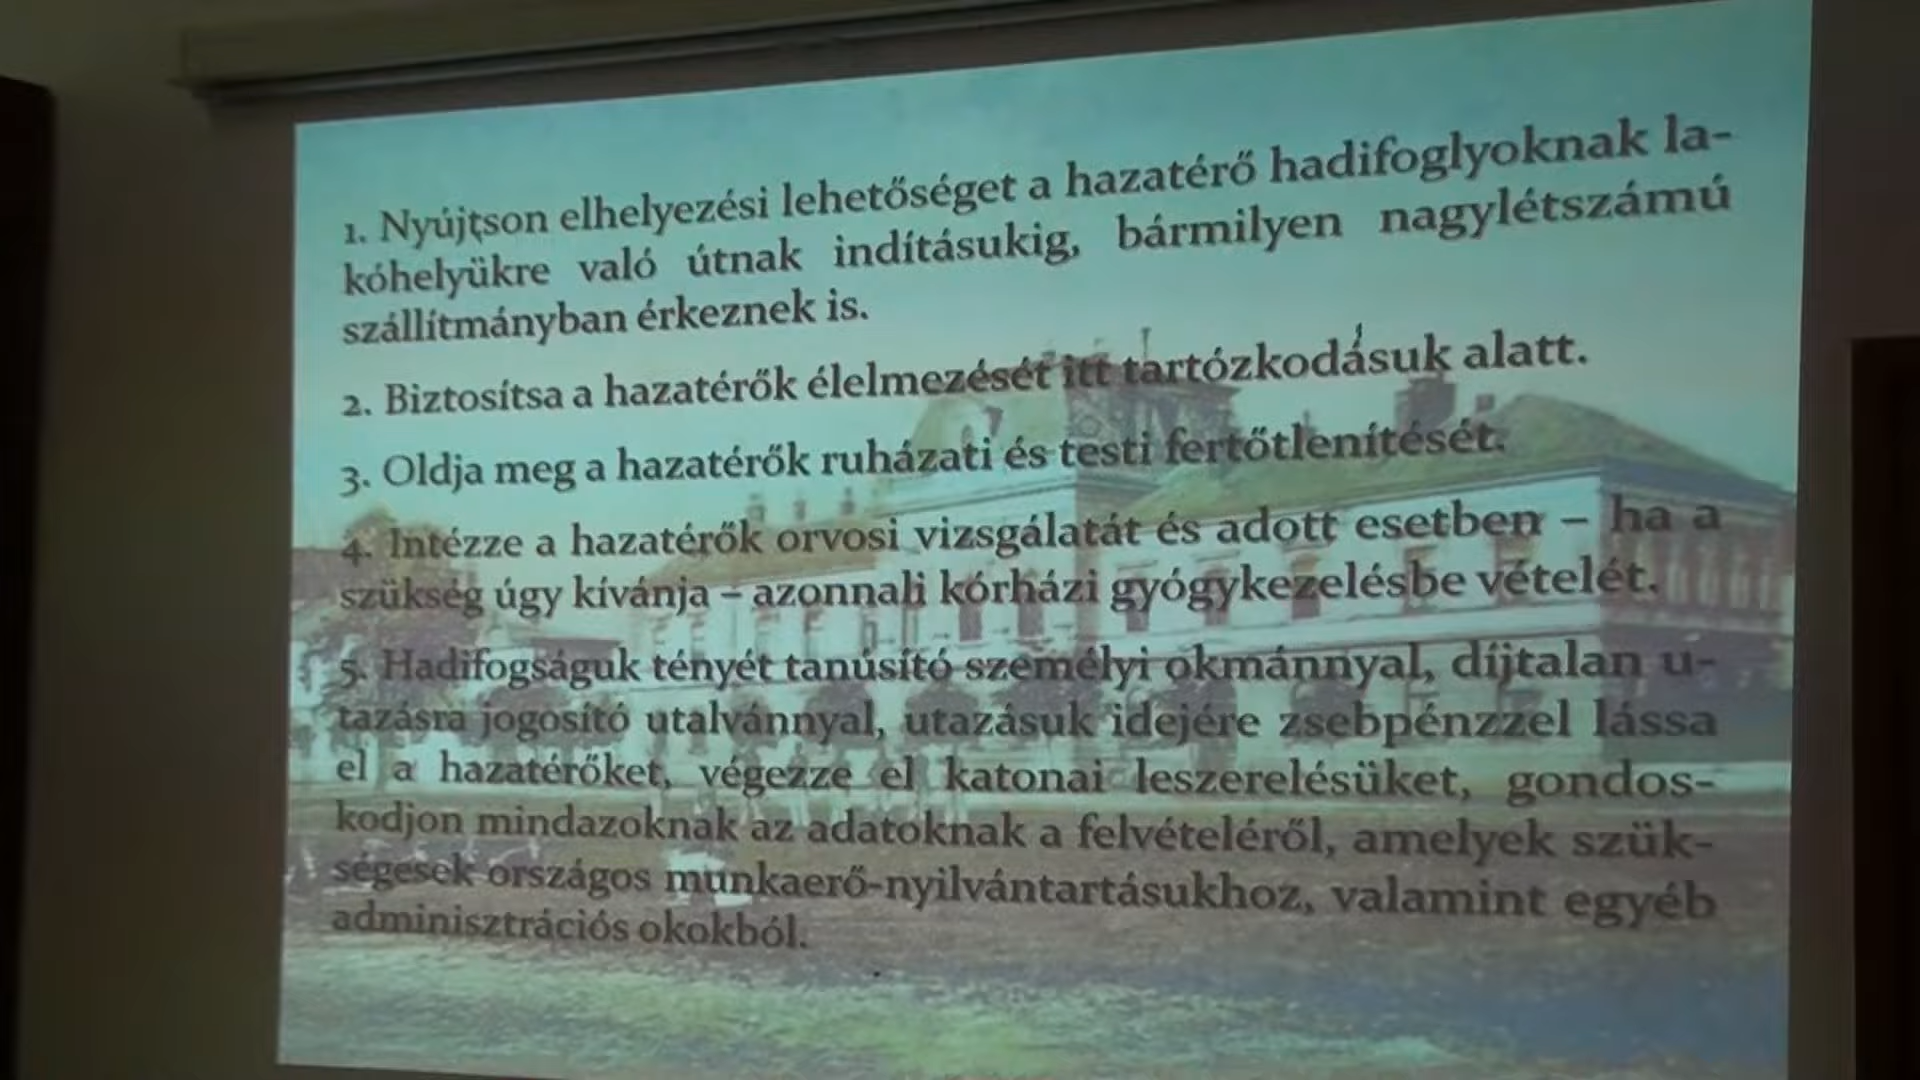 1. Nyújtson elhelyezési lehetőséget a hazatérő hadifoglyoknak la-
kóhelyükre való útnak indításukig, bármilyen nagylétszámú
szállítmányban érkeznek is.
2. Biztosítsa a hazatérők élelmezését itt tartózkodásuk alatt.
3. Oldja meg a hazatérők ruházati és testi fertőtlenítését.
4. Intézze a hazatérők orvosi vizsgálatát és adott esetben – ha a
szükség úgy kívánja – azonnali kórházi gyógykezelésbe vételét.
5. Hadifogságuk tényét tanúsító személyi okmánnyal, díjtalan u-
tazásra jogosító utalvánnyal, utazásuk idejére zsebpénzzel lássa
el a hazatérőket, végezze el katonai leszerelésüket, gondos-
kodjon mindazoknak az adatoknak a felvételéről, amelyek szük-
ségesek országos munkaerő-nyilvántartásukhoz, valamint egyéb
adminisztrációs okokból.